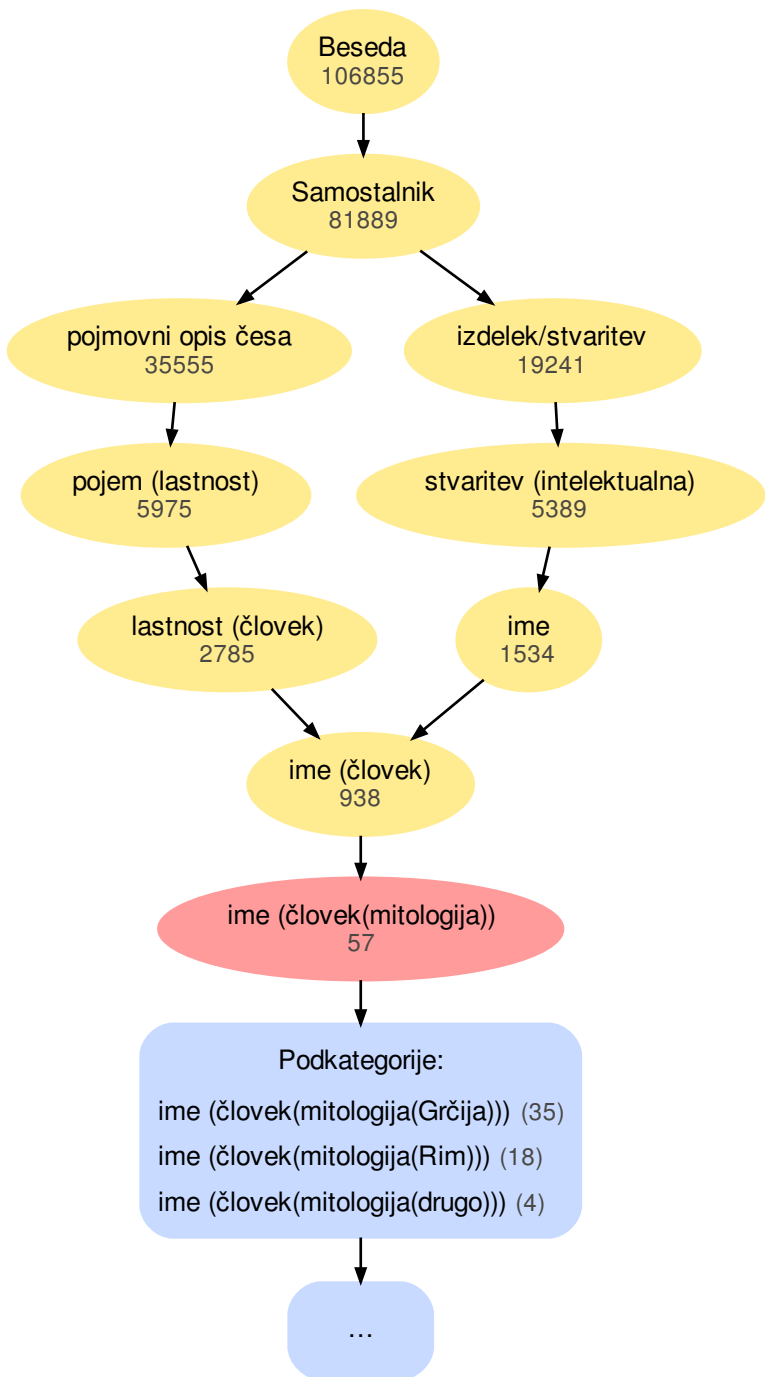 Beseda
106855
Samostalnik
81889
pojmovni opis česa
35555
izdelek/stvaritev
19241
pojem (lastnost)
5975
stvaritev (intelektualna)
5389
lastnost (človek)
2785
ime
1534
ime (človek)
938
ime (človek(mitologija))
57
Podkategorije:
ime (človek(mitologija(Grčija))) (35)
ime (človek(mitologija(Rim))) (18)
ime (človek(mitologija(drugo))) (4)
...